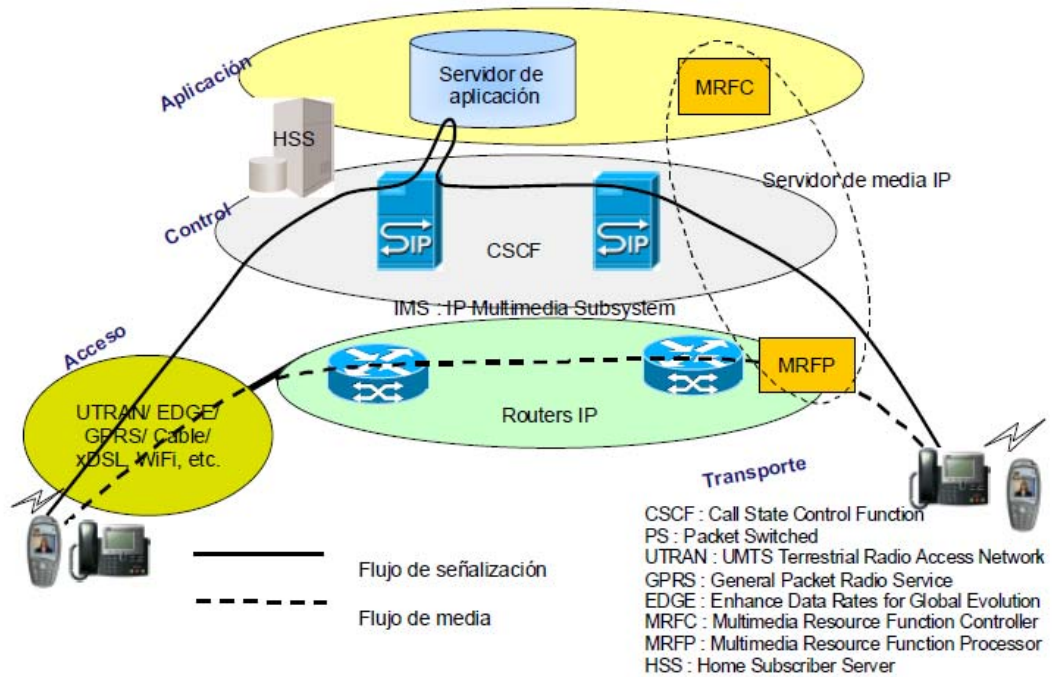 Aplicación
Servidor de
aplicación
MRFC
HSS
Servidor de media IP
Control
SIP
CSCF
SIP
IMS : IP Multimedia Subsystem
Acceso
MRFP
UTRAN/ EDGE/
GPRS/ Cable/
xDSL, WiFi, etc.
Routers IP
Transporte
Flujo de señalización
Flujo de media
CSCF : Call State Control Function
PS : Packet Switched
UTRAN : UMTS Terrestrial Radio Access Network
GPRS : General Packet Radio Service
EDGE : Enhance Data Rates for Global Evolution
MRFC : Multimedia Resource Function Controller
MRFP : Multimedia Resource Function Processor
HSS : Home Subscriber Server